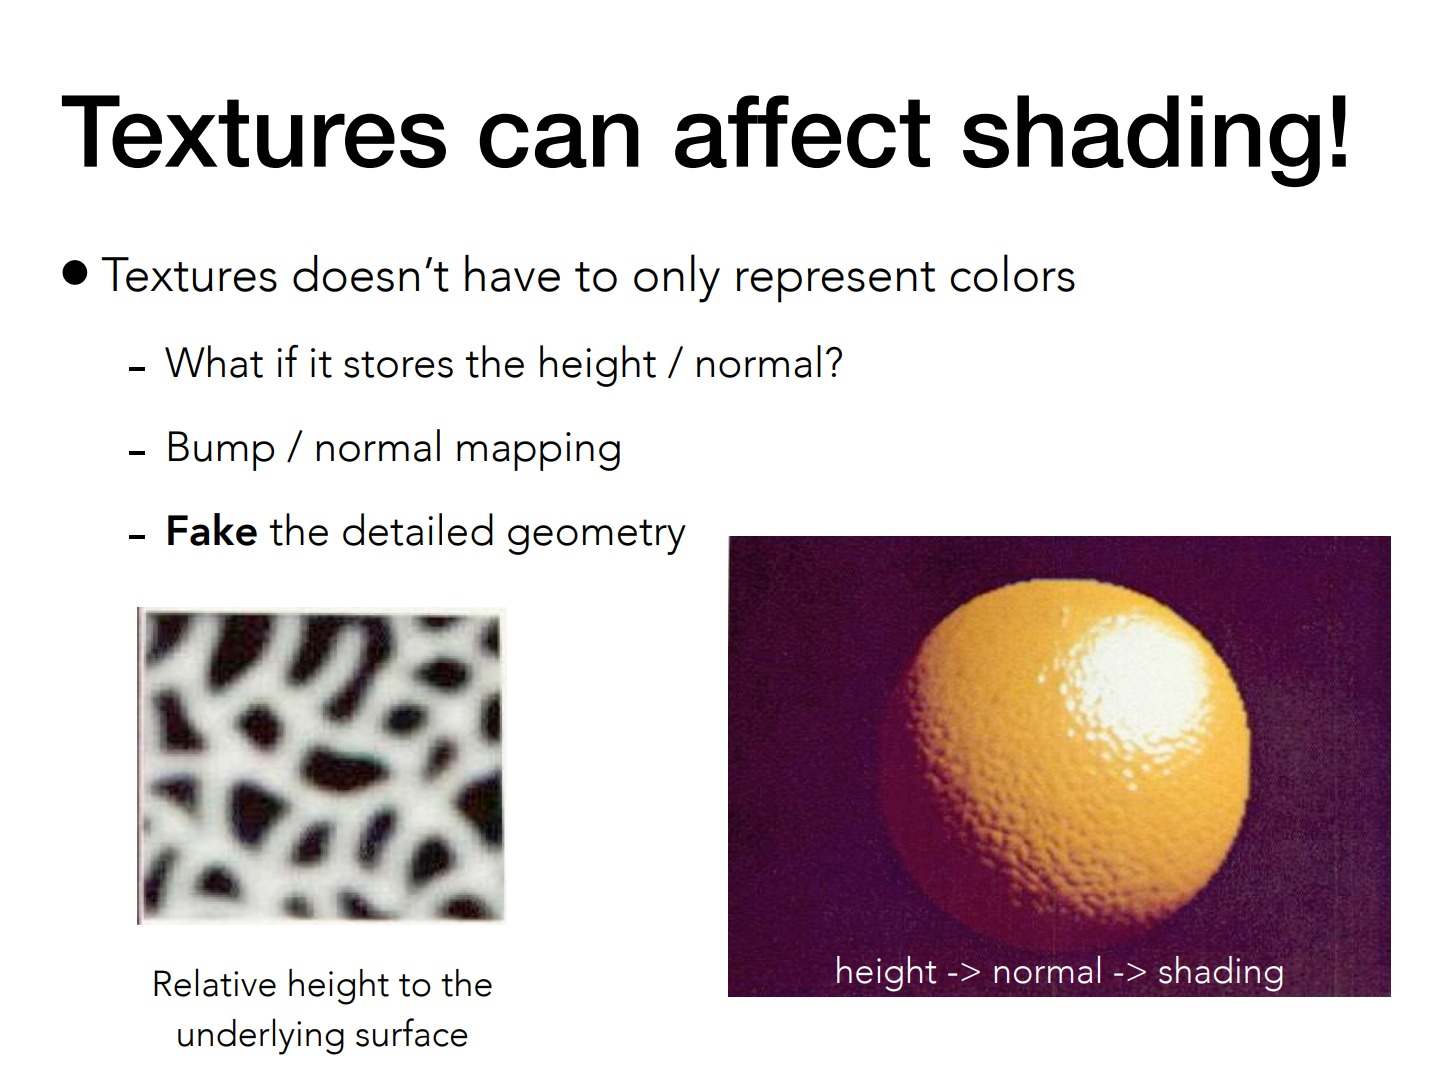 Textures can affect shading!
● Textures doesn’t have to only represent colors
- What if it stores the height / normal?
- Bump / normal mapping
- Fake the detailed geometry
Relative height to the
underlying surface
height -> normal -> shading